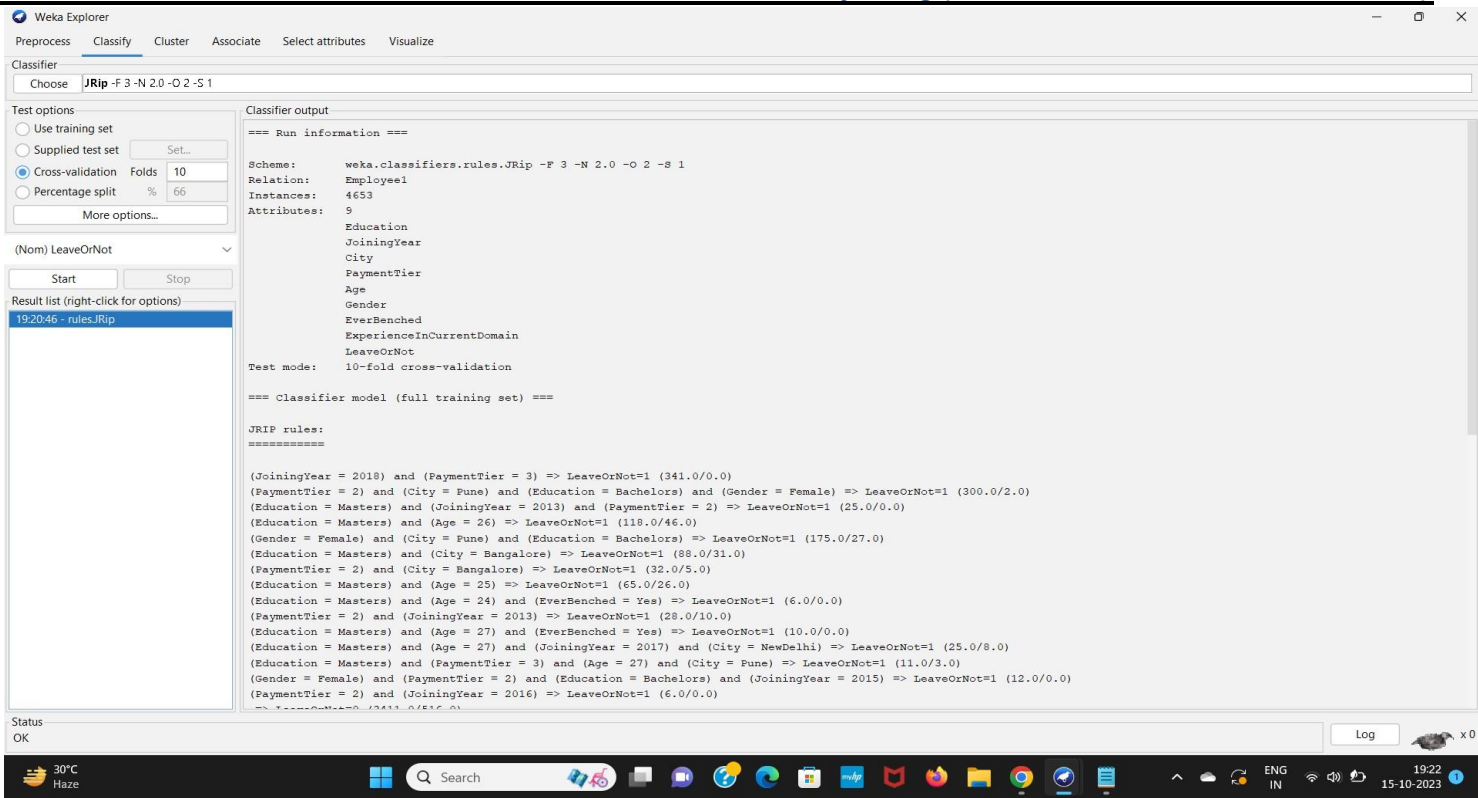 Weka Explorer
Preprocess Classify Cluster Associate Select attributes Visualize
Classifier
Choose JRip -F 3 -N 2.0 -O 2 -S 1
Test options
Use training set
Supplied test set Set...
Cross-validation Folds 10
Percentage split % 66
More options...
(Nom) LeaveOrNot
Start Stop
Result list (right-click for options)
19:20:46 - rules.JRip
Classifier output
=== Run information ===
Scheme: weka.classifiers.rules.JRip -F 3 -N 2.0 -O 2 -S 1
Relation: Employee1
Instances: 4653
Attributes: 9
Education
JoiningYear
City
PaymentTier
Age
Gender
EverBenched
ExperienceInCurrentDomain
LeaveOrNot
Test mode: 10-fold cross-validation
=== Classifier model (full training set) ===
JRIP rules:
===========
(JoiningYear = 2018) and (PaymentTier = 3) => LeaveOrNot=1 (341.0/0.0)
(PaymentTier = 2) and (City = Pune) and (Education = Bachelors) and (Gender = Female) => LeaveOrNot=1 (300.0/2.0)
(Education = Masters) and (JoiningYear = 2013) and (PaymentTier = 2) => LeaveOrNot=1 (25.0/0.0)
(Education = Masters) and (Age = 26) => LeaveOrNot=1 (118.0/46.0)
(Gender = Female) and (City = Pune) and (Education = Bachelors) => LeaveOrNot=1 (175.0/27.0)
(Education = Masters) and (City = Bangalore) => LeaveOrNot=1 (88.0/31.0)
(PaymentTier = 2) and (City = Bangalore) => LeaveOrNot=1 (32.0/5.0)
(Education = Masters) and (Age = 25) => LeaveOrNot=1 (65.0/26.0)
(Education = Masters) and (Age = 24) and (EverBenched = Yes) => LeaveOrNot=1 (6.0/0.0)
(PaymentTier = 2) and (JoiningYear = 2013) => LeaveOrNot=1 (28.0/10.0)
(Education = Masters) and (Age = 27) and (EverBenched = Yes) => LeaveOrNot=1 (10.0/0.0)
(Education = Masters) and (Age = 27) and (JoiningYear = 2017) and (City = NewDelhi) => LeaveOrNot=1 (25.0/8.0)
(Education = Masters) and (PaymentTier = 3) and (Age = 27) and (City = Pune) => LeaveOrNot=1 (11.0/3.0)
(Gender = Female) and (PaymentTier = 2) and (Education = Bachelors) and (JoiningYear = 2015) => LeaveOrNot=1 (12.0/0.0)
(PaymentTier = 2) and (JoiningYear = 2016) => LeaveOrNot=1 (6.0/0.0)
=> LeaveOrNot=0 (3411.0/516.0)
Status
OK
Log x 0
30°C
Haze
Search
mvhp
ENG
IN
19:22
15-10-2023
1